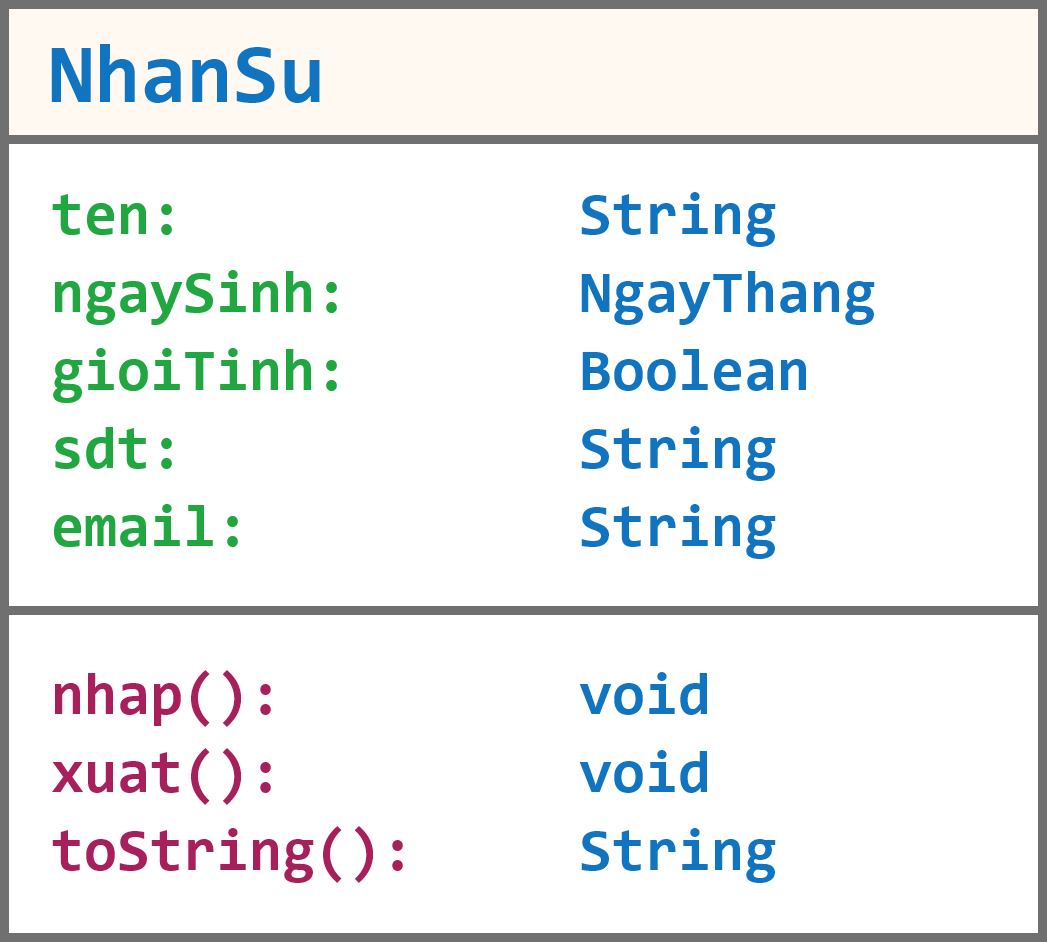 NhanSu
ten: String
ngaySinh: NgayThang
gioiTinh: Boolean
sdt: String
email: String
nhap(): void
xuat(): void
toString(): String